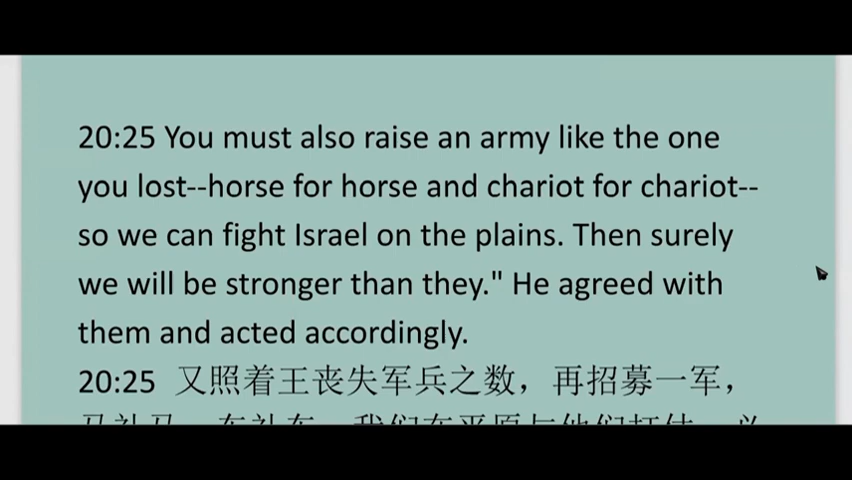 20:25 You must also raise an army like the one
you lost--horse for horse and chariot for chariot--
so we can fight Israel on the plains. Then surely
we will be stronger than they." He agreed with
them and acted accordingly.
20:25 又照着王丧失军兵之数，再招募一军，